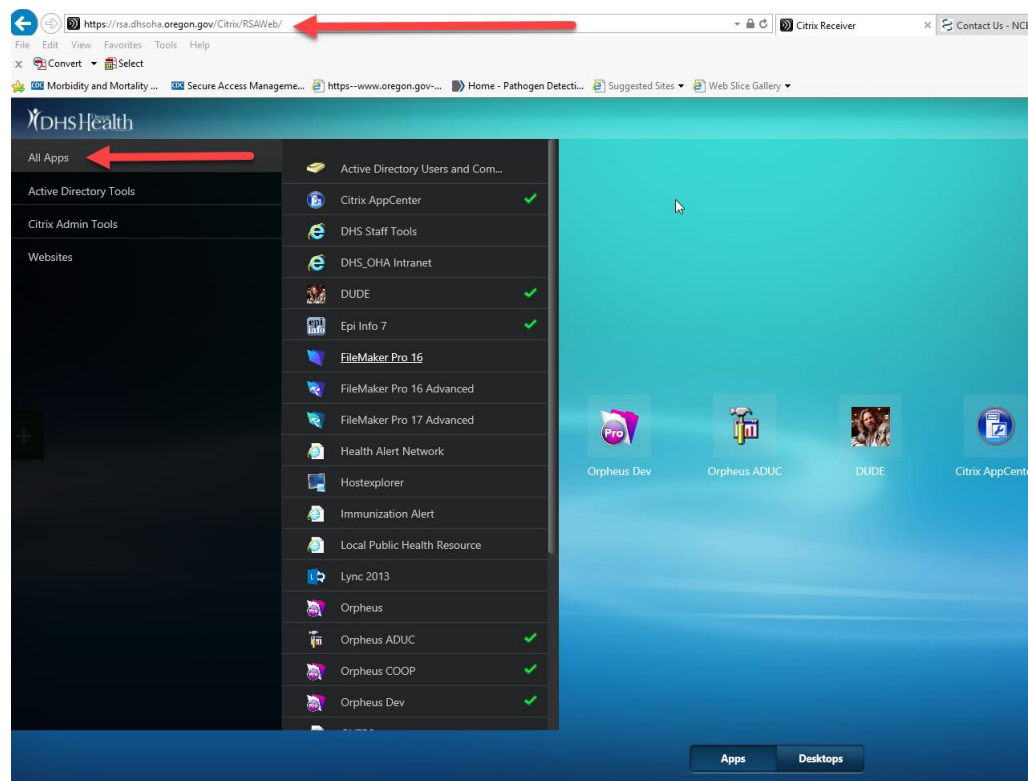 https://rsa.dhsoha.oregon.gov/Citrix/RSAWeb/
Citrix Receiver
Contact Us - NCE
File Edit View Favorites Tools Help
x Convert Select
Morbidity and Mortality ... Secure Access Manageme... https--www.oregon.gov-... Home - Pathogen Detecti... Suggested Sites Web Slice Gallery
DHS Health
All Apps
Active Directory Tools
Citrix Admin Tools
Websites
Active Directory Users and Com...
Citrix AppCenter
DHS Staff Tools
DHS_OHA Intranet
DUDE
epi info
Epi Info 7
FileMaker Pro 16
FileMaker Pro 16 Advanced
FileMaker Pro 17 Advanced
Health Alert Network
Hostexplorer
Immunization Alert
Local Public Health Resource
Lync 2013
Orpheus
Orpheus ADUC
Orpheus COOP
Orpheus Dev
Pro
Orpheus Dev
Orpheus ADUC
DUDE
Citrix AppCente
Apps
Desktops